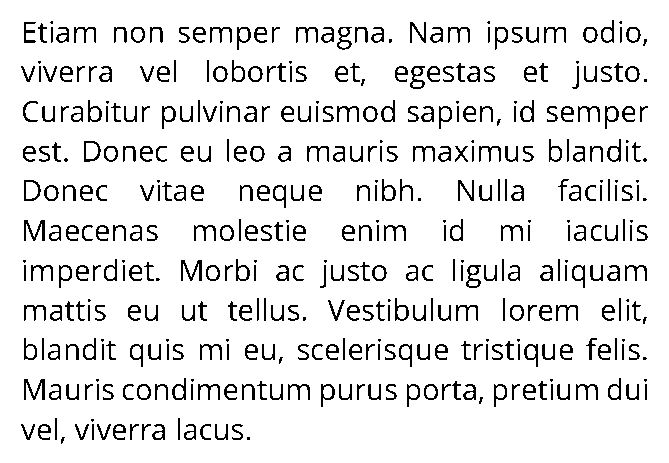 Etiam non semper magna. Nam ipsum odio,
viverra vel lobortis et, egestas et justo.
Curabitur pulvinar euismod sapien, id semper
est. Donec eu leo a mauris maximus blandit.
Donec vitae neque nibh. Nulla facilisi.
Maecenas molestie enim id mi iaculis
imperdiet. Morbi ac justo ac ligula aliquam
mattis eu ut tellus. Vestibulum lorem elit,
blandit quis mi eu, scelerisque tristique felis.
Mauris condimentum purus porta, pretium dui
vel, viverra lacus.